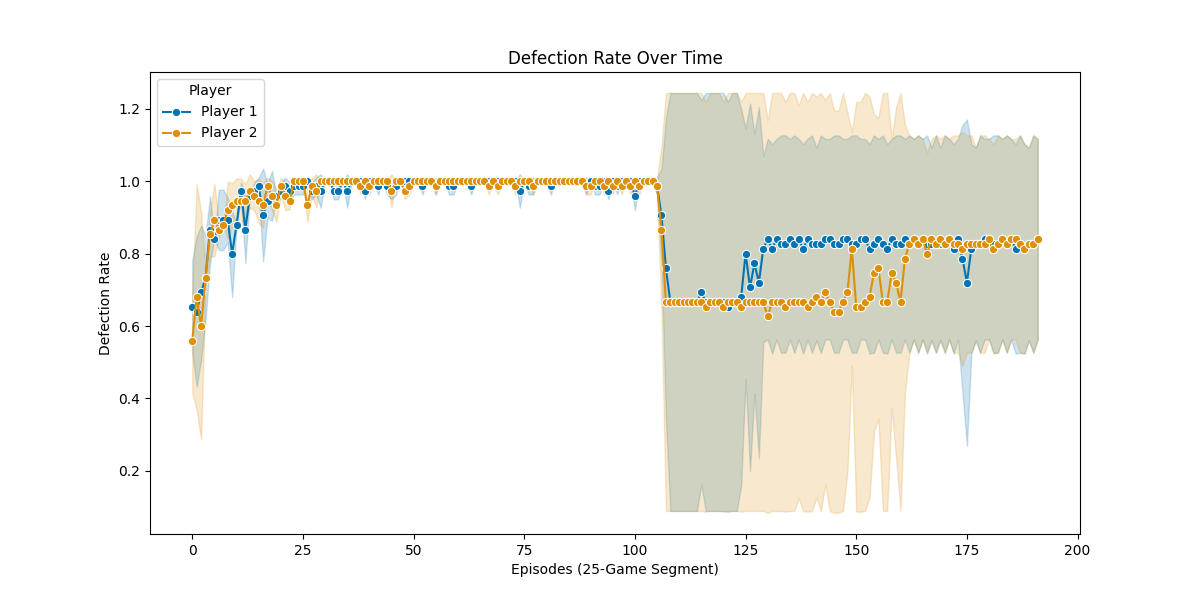 Defection Rate Over Time
Player
Player 1
Player 2
Defection Rate
1.2
1.0
0.8
0.6
0.4
0.2
0
25
50
75
100
125
150
175
200
Episodes (25-Game Segment)